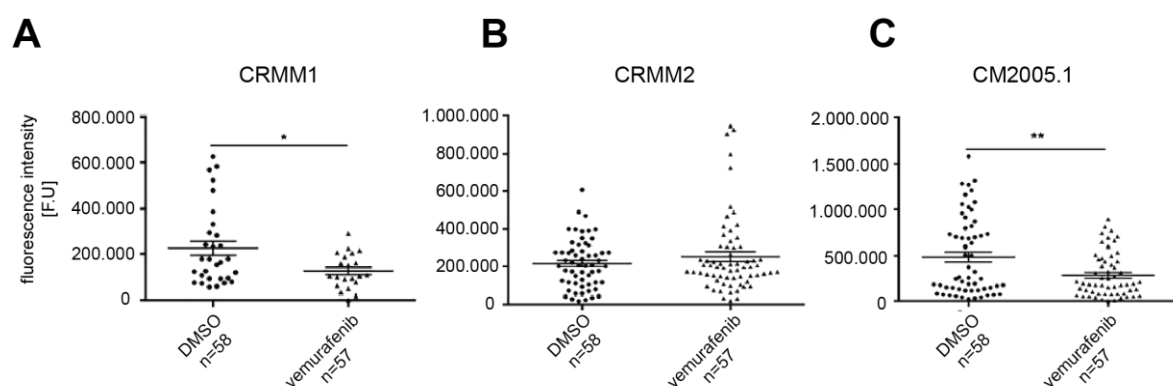 A
B
C
CRMM1
CRMM2
CM2005.1
fluorescence intensity
[F.U]
800.000
600.000
400.000
200.000
0
*
DMSO
n=58
vemurafenib
n=57
1.000.000
800.000
600.000
400.000
200.000
0
DMSO
n=58
vemurafenib
n=57
2.000.000
1.500.000
1.000.000
500.000
0
**
DMSO
n=58
vemurafenib
n=57